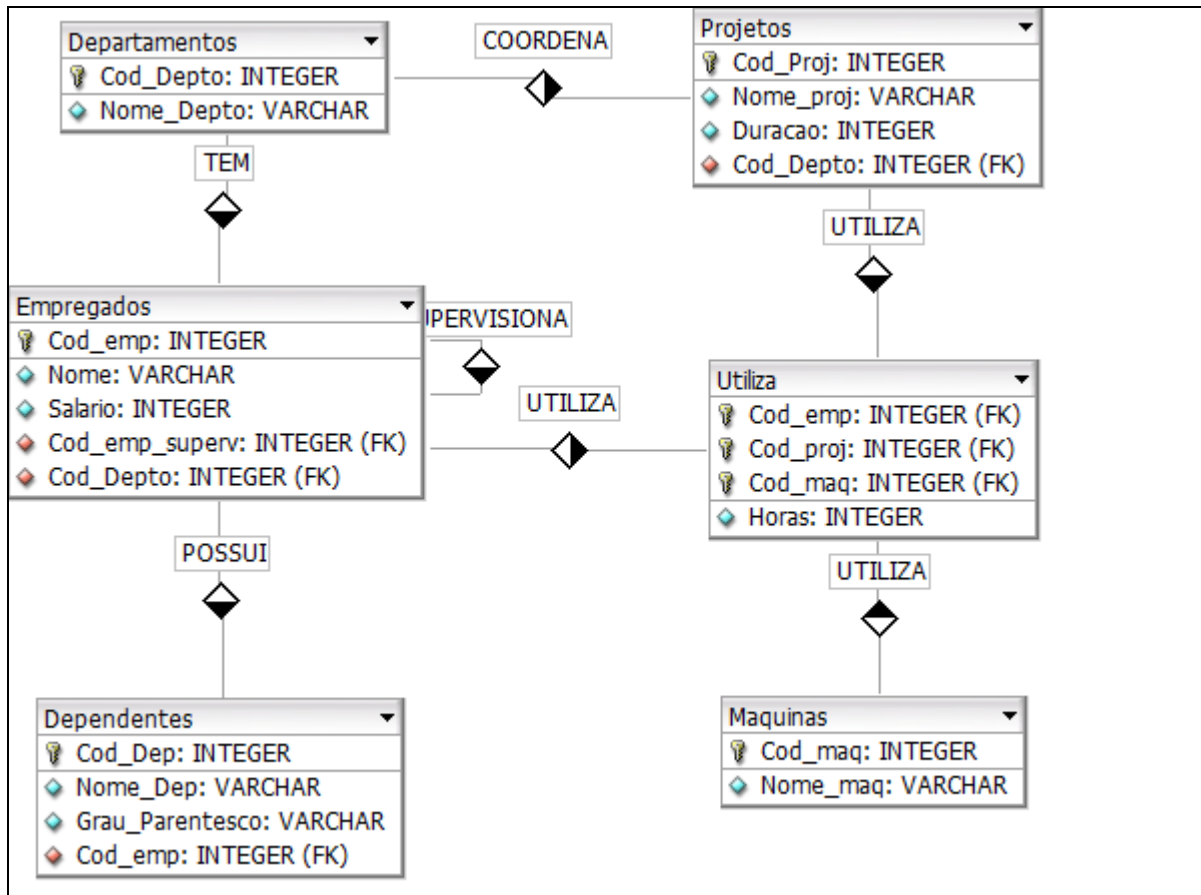 Departamentos
Cod_Depto: INTEGER
Nome_Depto: VARCHAR
COORDENA
Projetos
Cod_Proj: INTEGER
Nome_proj: VARCHAR
Duracao: INTEGER
Cod_Depto: INTEGER (FK)
TEM
UTILIZA
Empregados
Cod_emp: INTEGER
Nome: VARCHAR
Salario: INTEGER
Cod_emp_superv: INTEGER (FK)
Cod_Depto: INTEGER (FK)
UPERVISIONA
UTILIZA
Utiliza
Cod_emp: INTEGER (FK)
Cod_proj: INTEGER (FK)
Cod_maq: INTEGER (FK)
Horas: INTEGER
POSSUI
UTILIZA
Dependentes
Cod_Dep: INTEGER
Nome_Dep: VARCHAR
Grau_Parentesco: VARCHAR
Cod_emp: INTEGER (FK)
Maquinas
Cod_maq: INTEGER
Nome_maq: VARCHAR